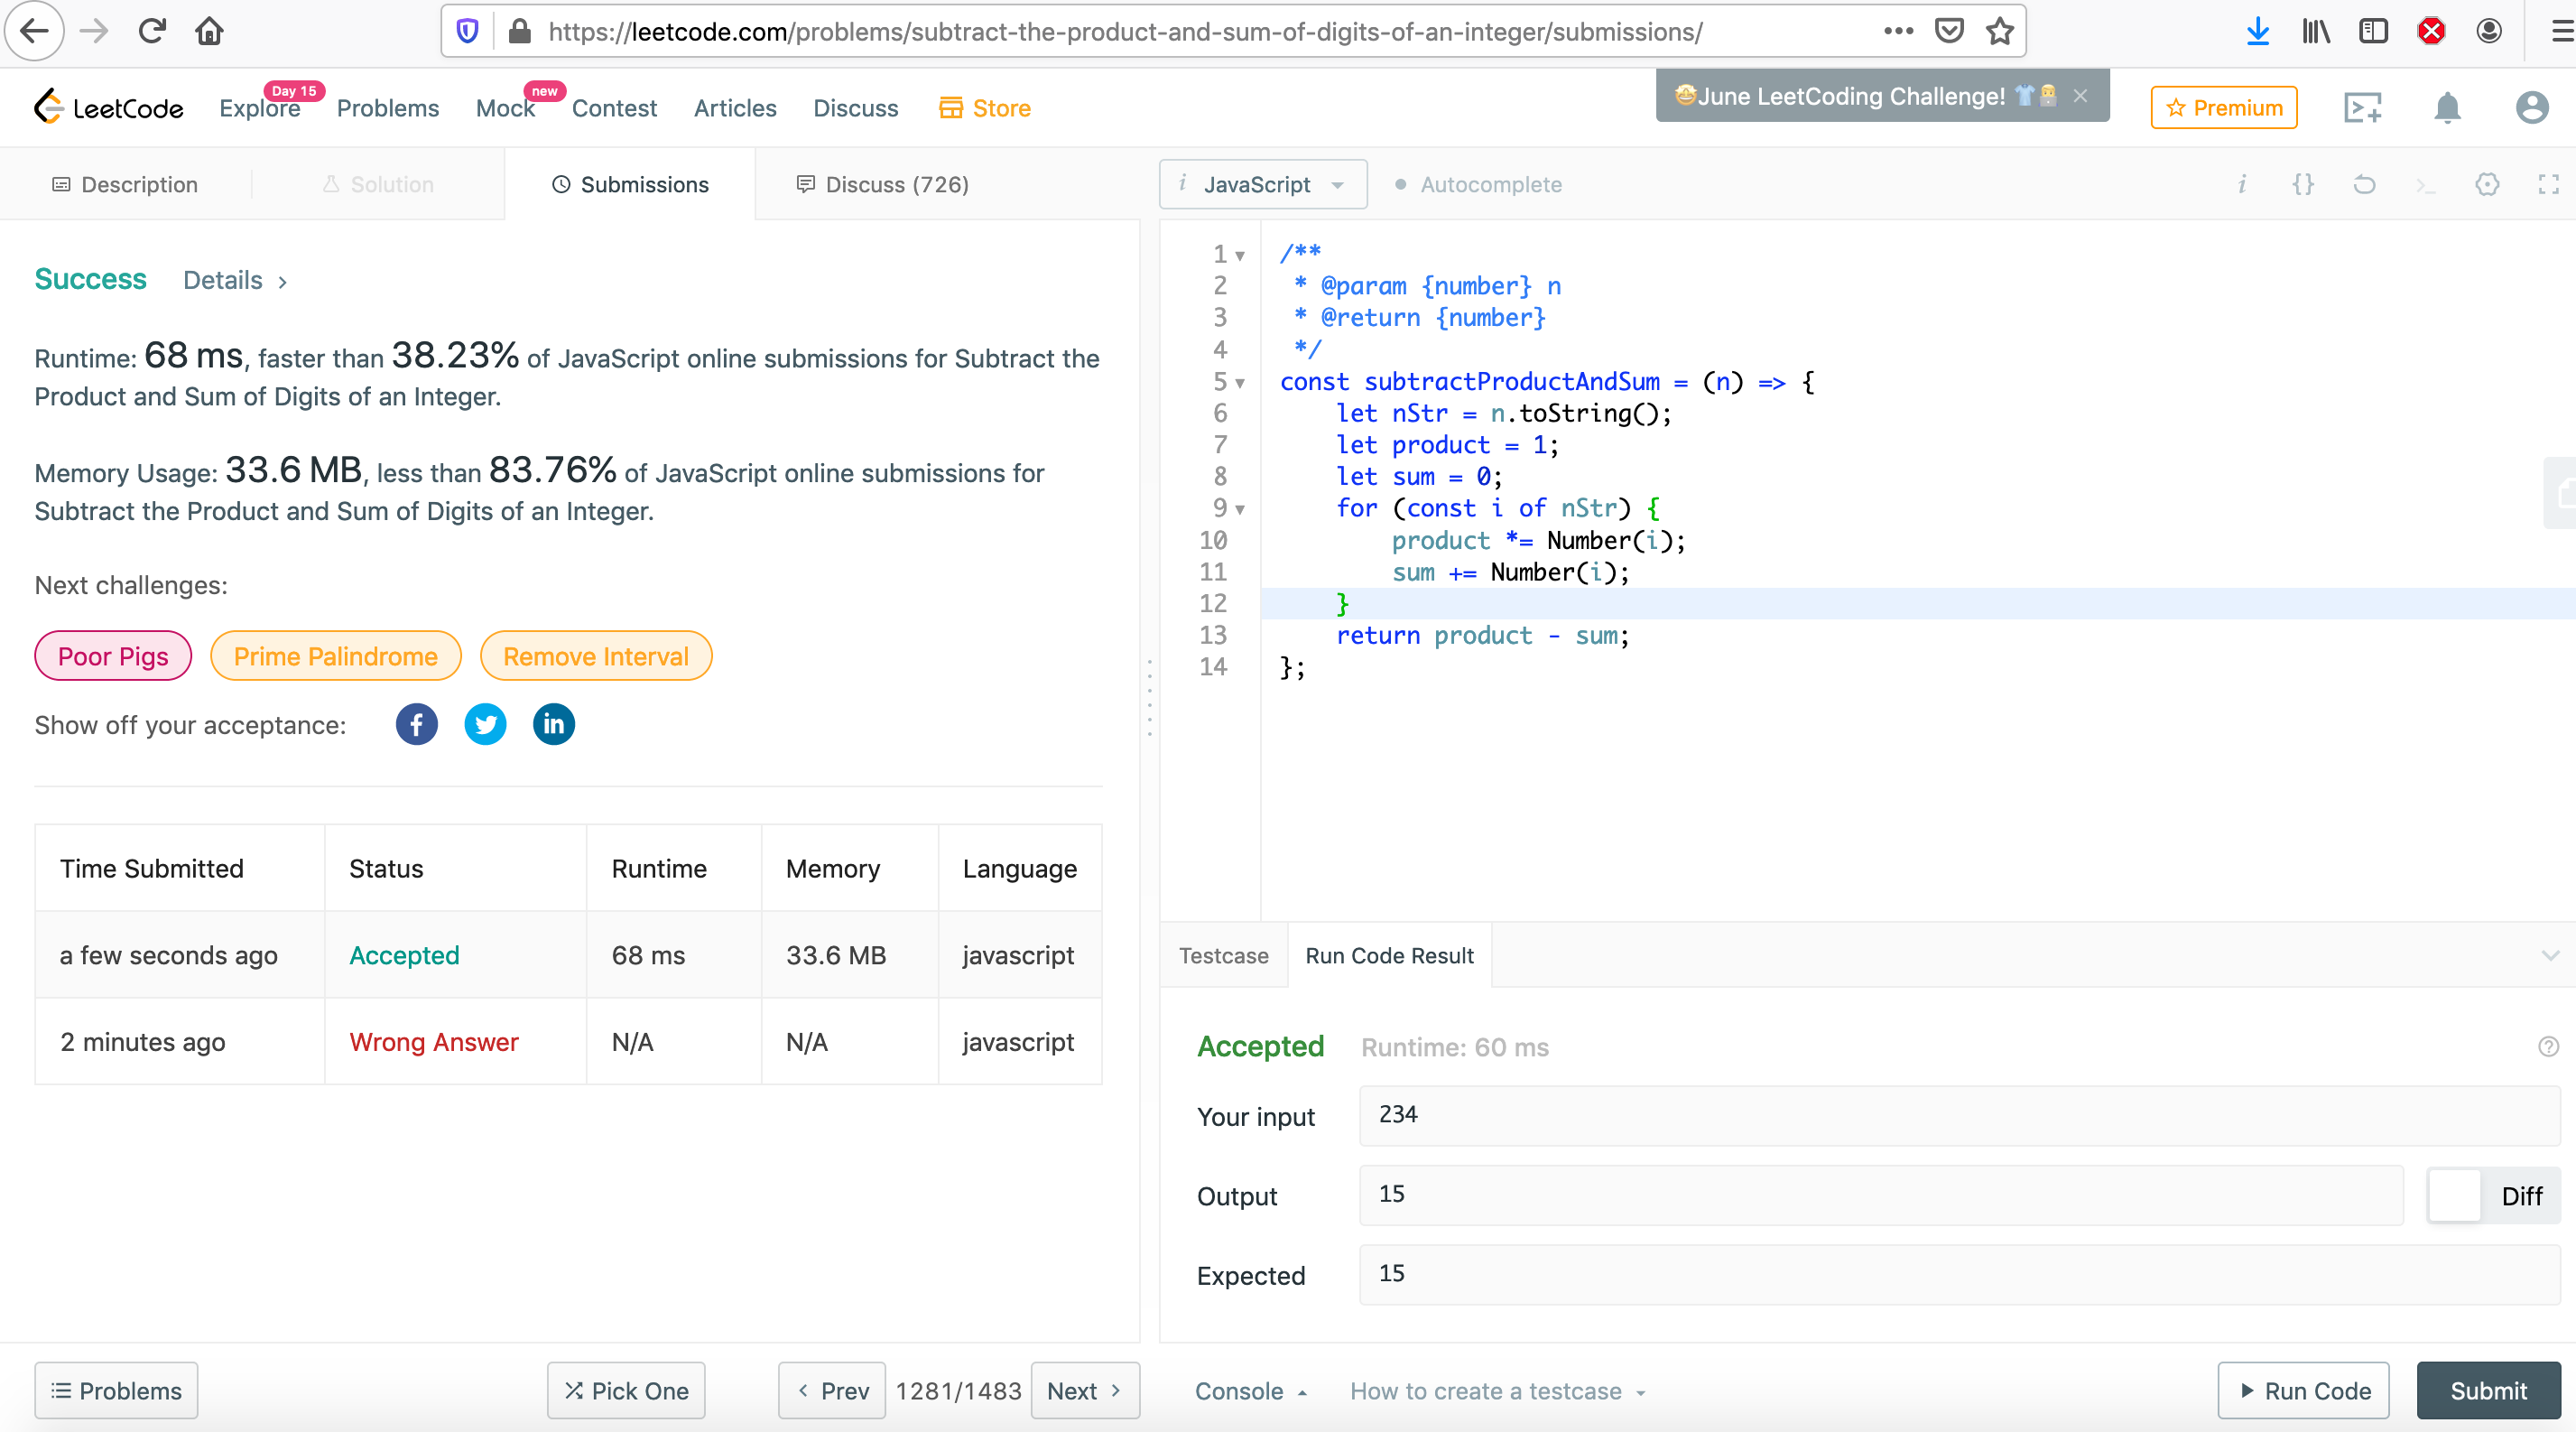 https://leetcode.com/problems/subtract-the-product-and-sum-of-digits-of-an-integer/submissions/
LeetCode
Explore
Day 15
Problems
Mock
new
Contest
Articles
Discuss
Store
🤩June LeetCoding Challenge! 👕👨‍💻
Premium
Description
Solution
Submissions
Discuss (726)
Success
Details
Runtime: 68 ms, faster than 38.23% of JavaScript online submissions for Subtract the
Product and Sum of Digits of an Integer.
Memory Usage: 33.6 MB, less than 83.76% of JavaScript online submissions for
Subtract the Product and Sum of Digits of an Integer.
Next challenges:
Poor Pigs
Prime Palindrome
Remove Interval
Show off your acceptance:
Time Submitted Status Runtime Memory Language
a few seconds ago Accepted 68 ms 33.6 MB javascript
2 minutes ago Wrong Answer N/A N/A javascript
Problems
Pick One
Prev
1281/1483
Next
i JavaScript
Autocomplete
1 /**
2  * @param {number} n
3  * @return {number}
4  */
5 const subtractProductAndSum = (n) => {
6     let nStr = n.toString();
7     let product = 1;
8     let sum = 0;
9     for (const i of nStr) {
10         product *= Number(i);
11         sum += Number(i);
12     }
13     return product - sum;
14 };
Testcase
Run Code Result
Accepted
Runtime: 60 ms
Your input
234
Output
15
Diff
Expected
15
Console
How to create a testcase
Run Code
Submit